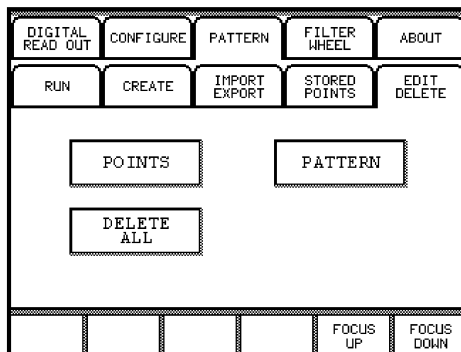 DIGITAL READ OUT
CONFIGURE
PATTERN
FILTER WHEEL
ABOUT
RUN
CREATE
IMPORT EXPORT
STORED POINTS
EDIT DELETE
POINTS
PATTERN
DELETE ALL
FOCUS UP
FOCUS DOWN